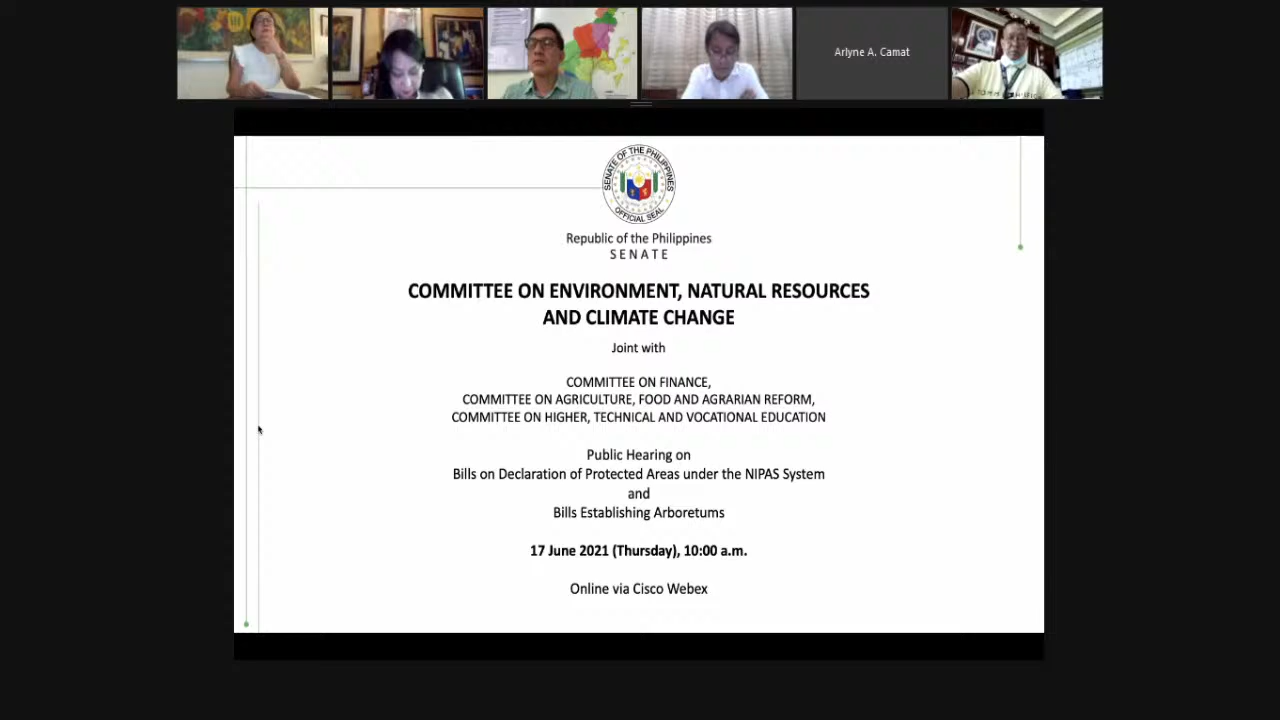 Arlyne A. Camat
SENATE OF THE PHILIPPINES
OFFICIAL SEAL
Republic of the Philippines
SENATE
COMMITTEE ON ENVIRONMENT, NATURAL RESOURCES
AND CLIMATE CHANGE
Joint with
COMMITTEE ON FINANCE,
COMMITTEE ON AGRICULTURE, FOOD AND AGRARIAN REFORM,
COMMITTEE ON HIGHER, TECHNICAL AND VOCATIONAL EDUCATION
Public Hearing on
Bills on Declaration of Protected Areas under the NIPAS System
and
Bills Establishing Arboretums
17 June 2021 (Thursday), 10:00 a.m.
Online via Cisco Webex